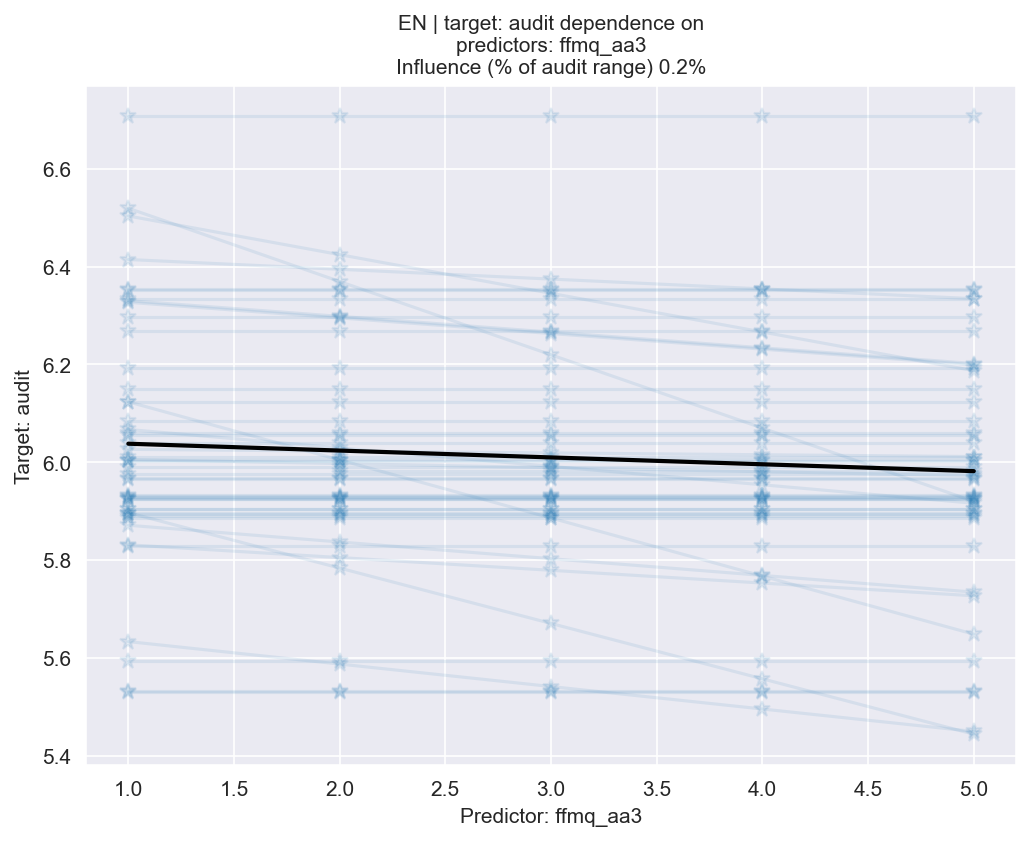 EN | target: audit dependence on
predictors: ffmq_aa3
Influence (% of audit range) 0.2%
Target: audit
6.6
6.4
6.2
6.0
5.8
5.6
5.4
1.0 1.5 2.0 2.5 3.0 3.5 4.0 4.5 5.0
Predictor: ffmq_aa3